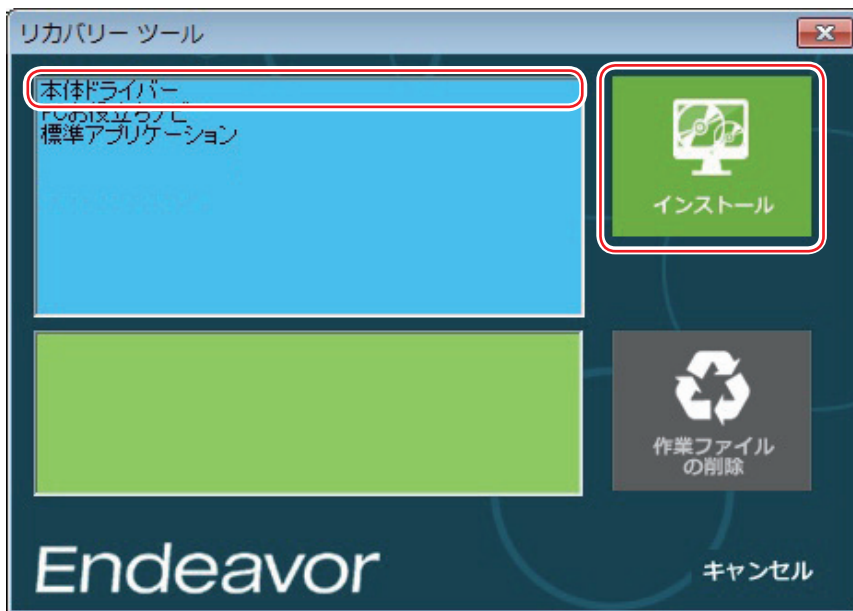 リカバリー ツール
本体ドライバー
PCお役立ちナビ
標準アプリケーション
インストール
作業ファイル
の削除
Endeavor
キャンセル